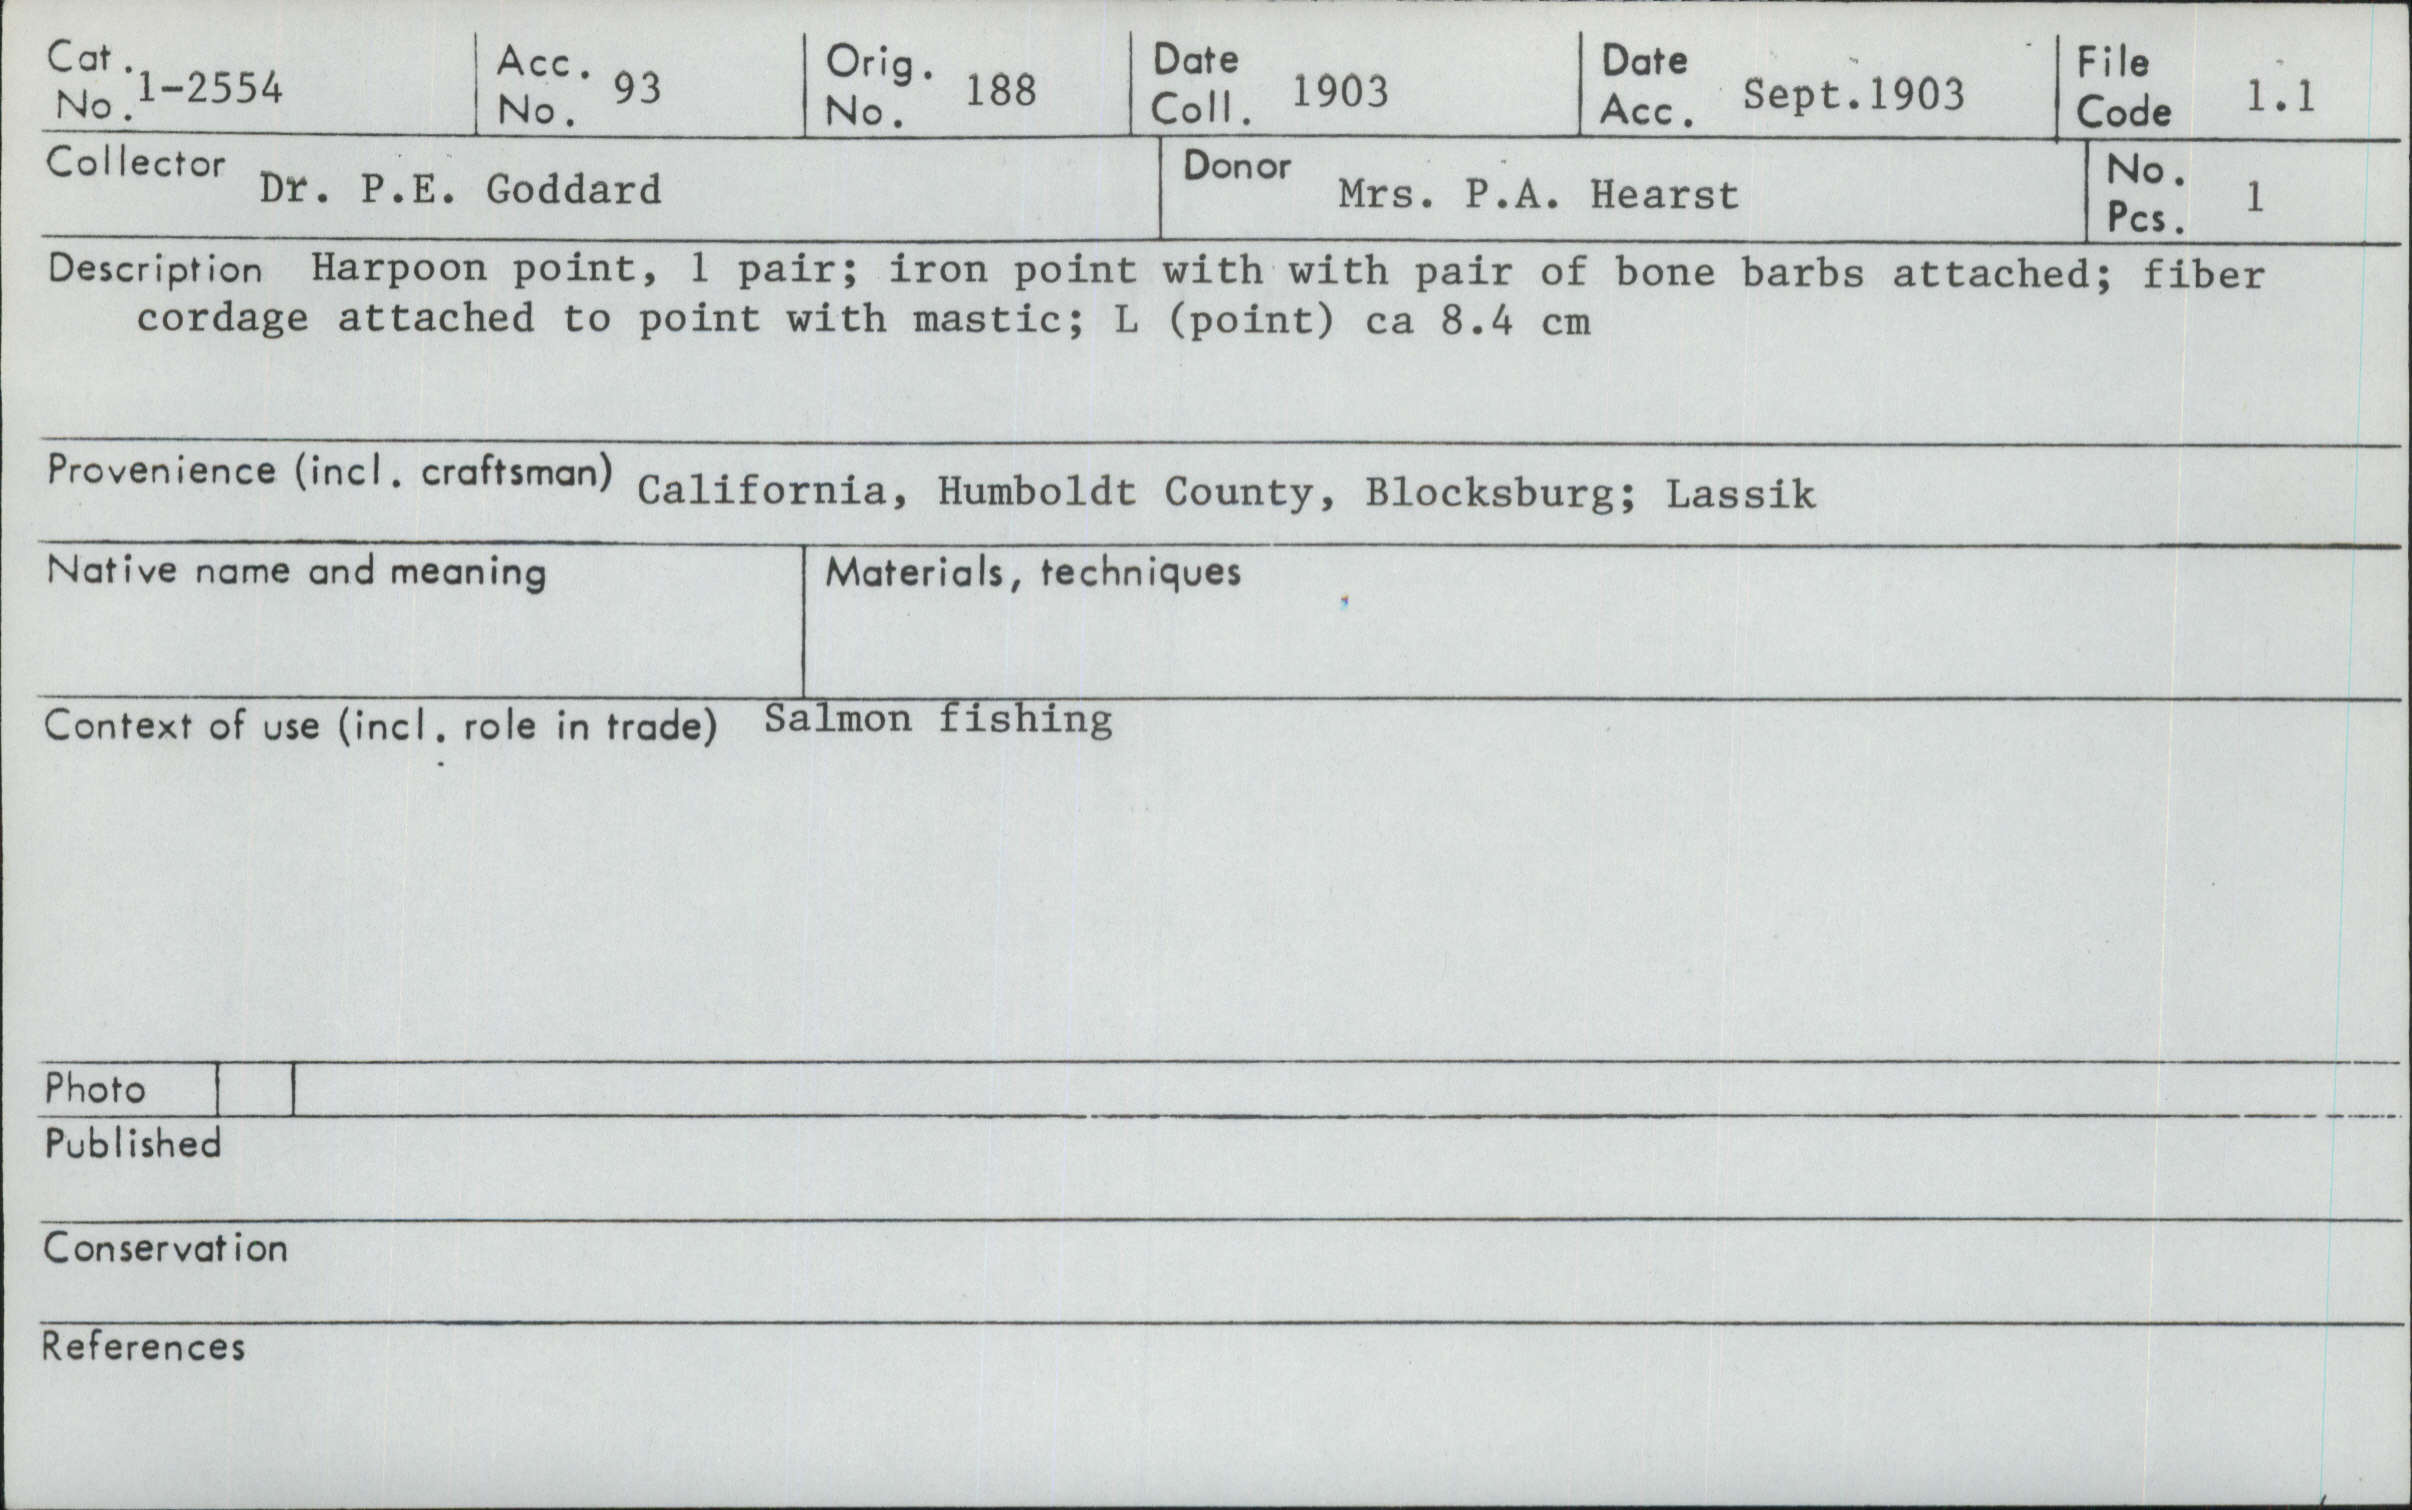 Cat. No. 1-2554 Acc. No. 93 Orig. No. 188 Date Coll. 1903 Date Acc. Sept.1903 File Code 1.1
Collector Dr. P.E. Goddard Donor Mrs. P.A. Hearst No. Pcs. 1
Description Harpoon point, 1 pair; iron point with with pair of bone barbs attached; fiber
cordage attached to point with mastic; L (point) ca 8.4 cm
Provenience (incl. craftsman) California, Humboldt County, Blocksburg; Lassik
Native name and meaning Materials, techniques
Context of use (incl. role in trade) Salmon fishing
Photo
Published
Conservation
References